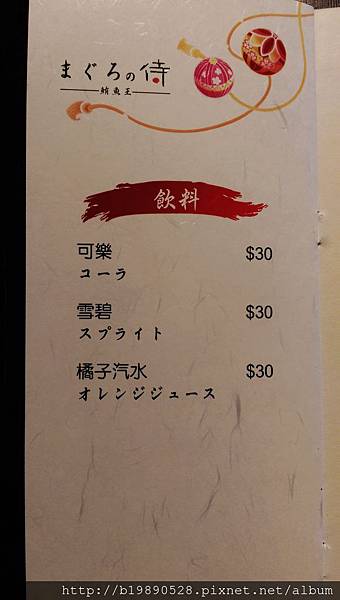 まぐろの侍
鮪魚王
飲料
可樂 $30
コーラ
雪碧 $30
スプライト
橘子汽水 $30
オレンジジュース
http://b19890528.pixnet.net/album